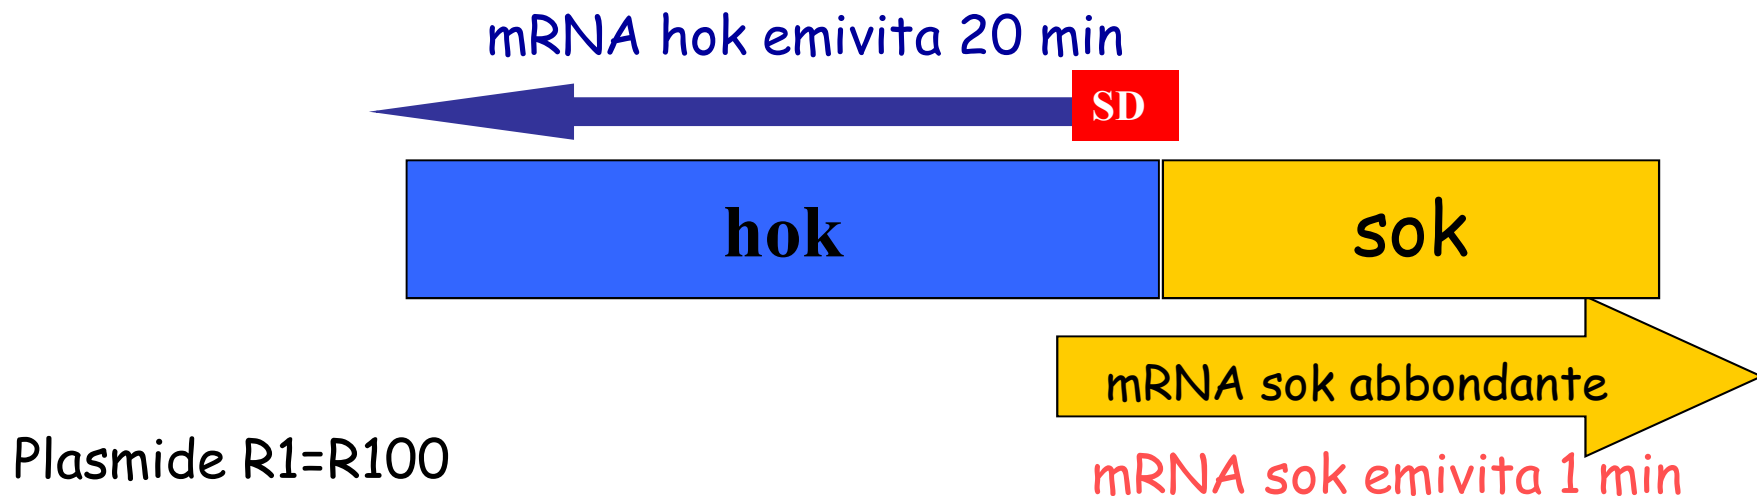 mRNA hok emivita 20 min
SD
hok
sok
mRNA sok abbondante
Plasmide R1=R100
mRNA sok emivita 1 min